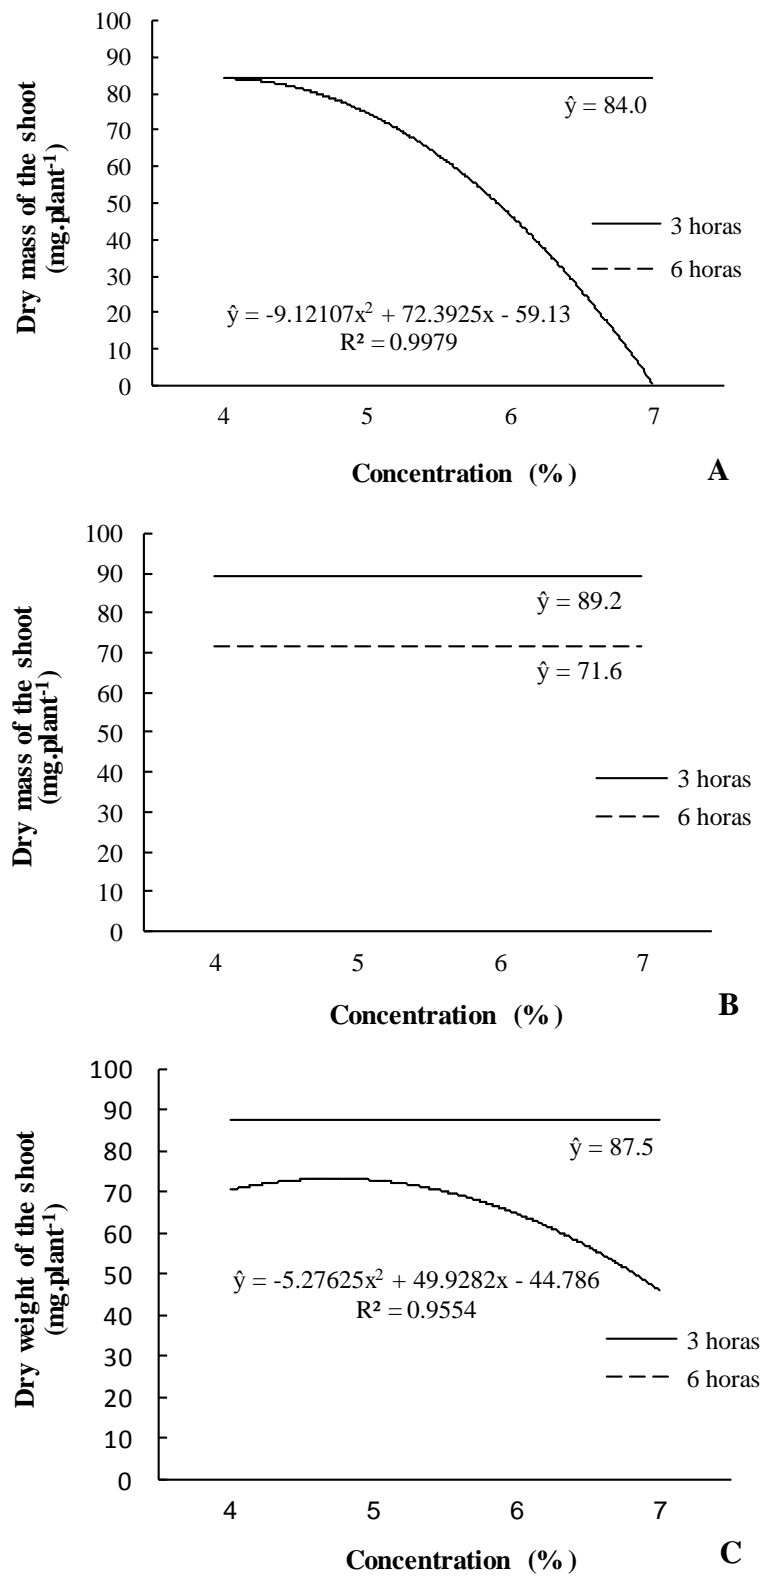 100
90
80
70
60
50
40
30
20
10
0
Dry mass of the shoot
(mg.plant⁻¹)
ŷ = 84.0
3 horas
6 horas
ŷ = -9.12107x² + 72.3925x - 59.13
R² = 0.9979
4 5 6 7
Concentration (%)
A
100
90
80
70
60
50
40
30
20
10
0
Dry mass of the shoot
(mg.plant⁻¹)
ŷ = 89.2
ŷ = 71.6
3 horas
6 horas
4 5 6 7
Concentration (%)
B
100
90
80
70
60
50
40
30
20
10
0
Dry weight of the shoot
(mg.plant⁻¹)
ŷ = 87.5
ŷ = -5.27625x² + 49.9282x - 44.786
R² = 0.9554
3 horas
6 horas
4 5 6 7
Concentration (%)
C